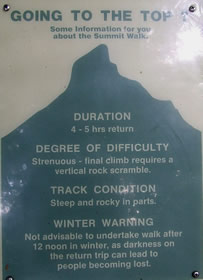 GOING TO THE TOP ?
Some Information for you
about the Summit Walk.
DURATION
4 - 5 hrs return
DEGREE OF DIFFICULTY
Strenuous - final climb requires a
vertical rock scramble.
TRACK CONDITION
Steep and rocky in parts.
WINTER WARNING
Not advisable to undertake walk after
12 noon in winter, as darkness on
the return trip can lead to
people becoming lost.